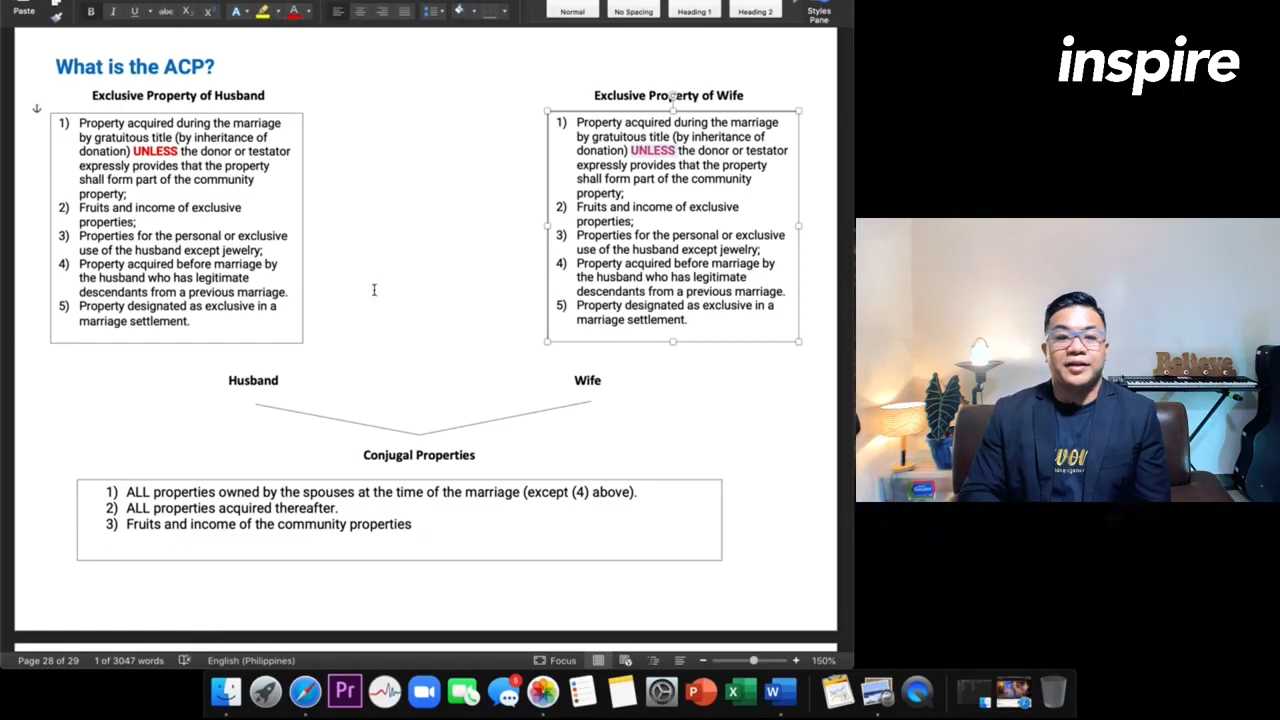 Paste
B I U abc X₂ X² A A
Normal
No Spacing
Heading 1
Heading 2
Styles
Pane
inspire
What is the ACP?
Exclusive Property of Husband
1) Property acquired during the marriage
by gratuitous title (by inheritance of
donation) UNLESS the donor or testator
expressly provides that the property
shall form part of the community
property;
2) Fruits and income of exclusive
properties;
3) Properties for the personal or exclusive
use of the husband except jewelry;
4) Property acquired before marriage by
the husband who has legitimate
descendants from a previous marriage.
5) Property designated as exclusive in a
marriage settlement.
Exclusive Property of Wife
1) Property acquired during the marriage
by gratuitous title (by inheritance of
donation) UNLESS the donor or testator
expressly provides that the property
shall form part of the community
property;
2) Fruits and income of exclusive
properties;
3) Properties for the personal or exclusive
use of the husband except jewelry;
4) Property acquired before marriage by
the husband who has legitimate
descendants from a previous marriage.
5) Property designated as exclusive in a
marriage settlement.
Husband
Wife
Conjugal Properties
1) ALL properties owned by the spouses at the time of the marriage (except (4) above).
2) ALL properties acquired thereafter.
3) Fruits and income of the community properties
Believe
Page 28 of 29
1 of 3047 words
English (Philippines)
Focus
150%
Pr
5
P
X
W